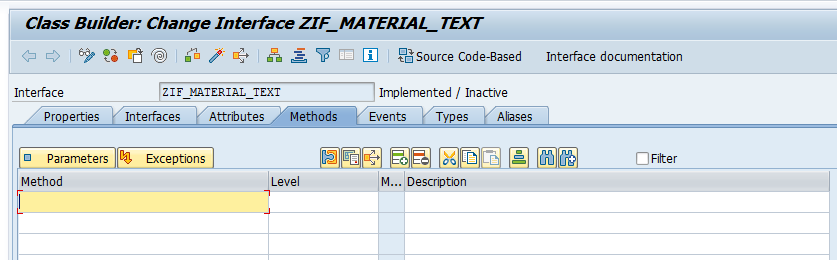 Class Builder: Change Interface ZIF_MATERIAL_TEXT
Source Code-Based Interface documentation
Interface ZIF_MATERIAL_TEXT Implemented / Inactive
Properties Interfaces Attributes Methods Events Types Aliases
Parameters Exceptions Filter
Method Level M... Description